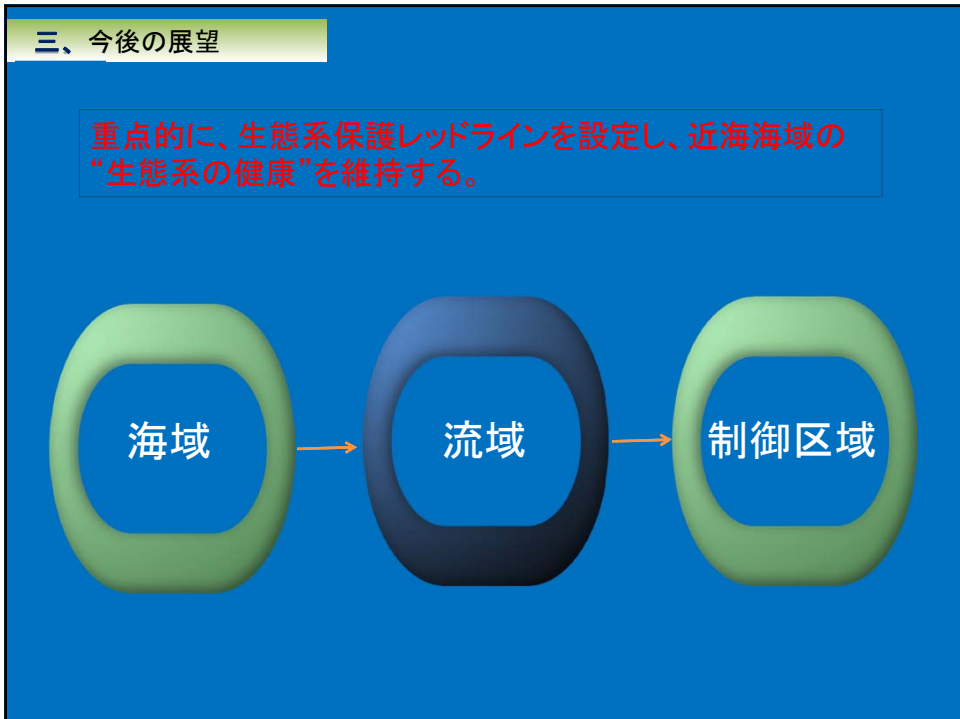 三、今後の展望
重点的に、生態系保護レッドラインを設定し、近海海域の
“生態系の健康”を維持する。
海域
流域
制御区域